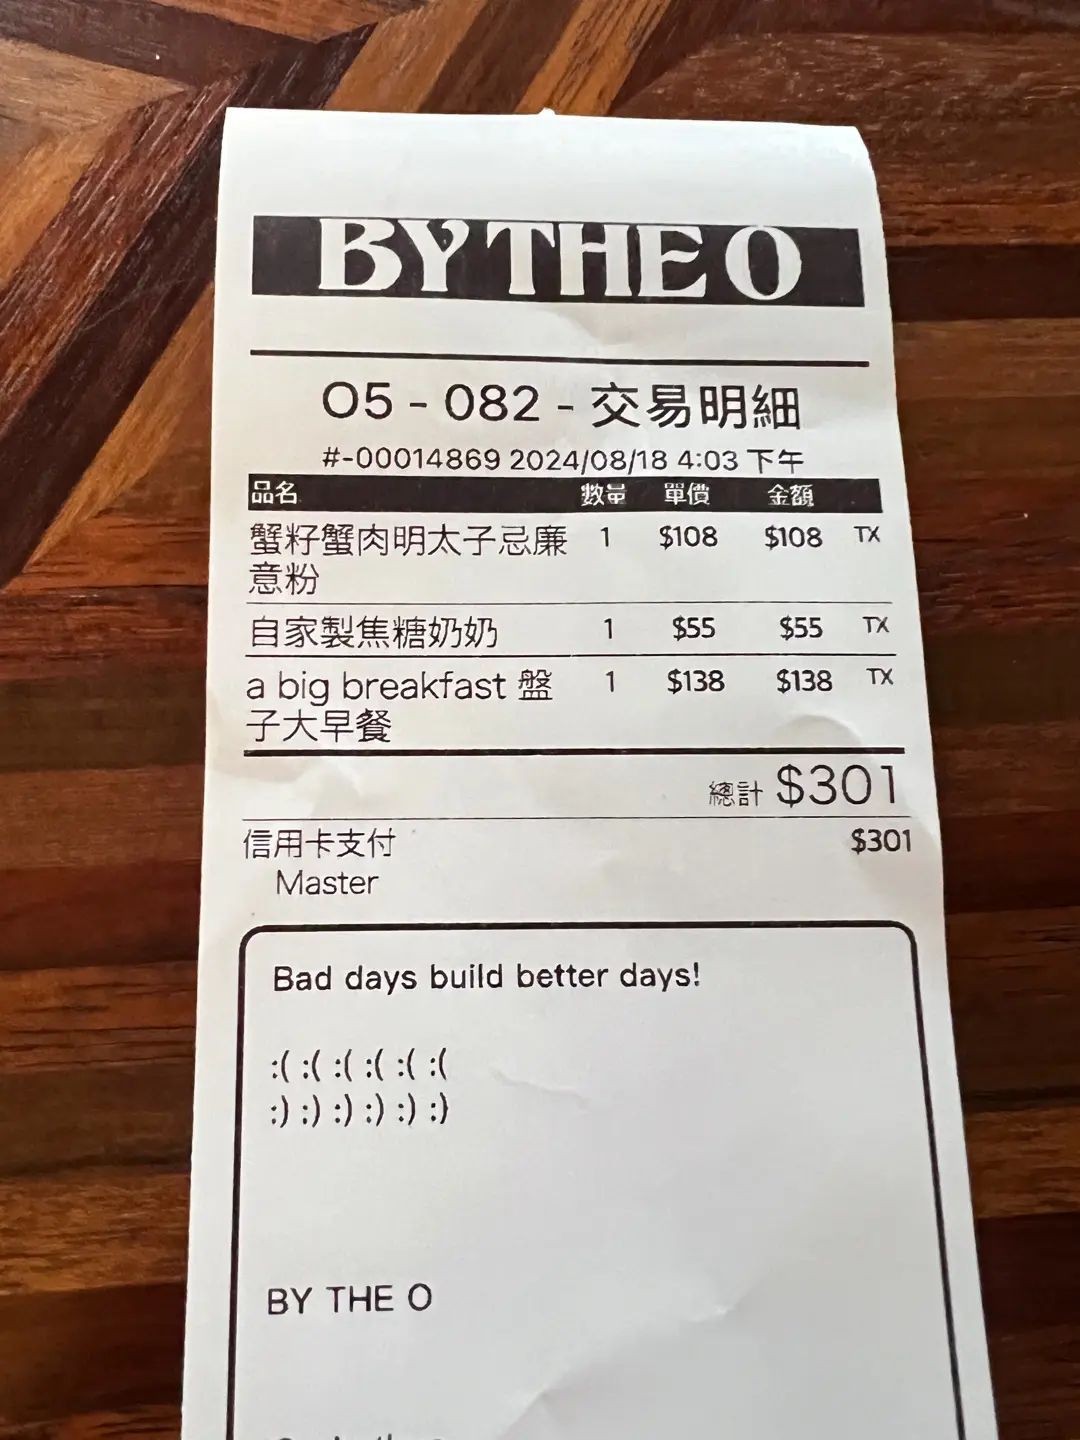 BY THE O
O5 - 082 - 交易明細
#-00014869 2024/08/18 4:03 下午
品名 數量 單價 金額
蟹籽蟹肉明太子忌廉 1 $108 $108 TX
意粉
自家製焦糖奶奶 1 $55 $55 TX
a big breakfast 盤 1 $138 $138 TX
子大早餐
總計 $301
信用卡支付 $301
Master
Bad days build better days!
:( :( :( :( :( :(
:) :) :) :) :) :)
BY THE O